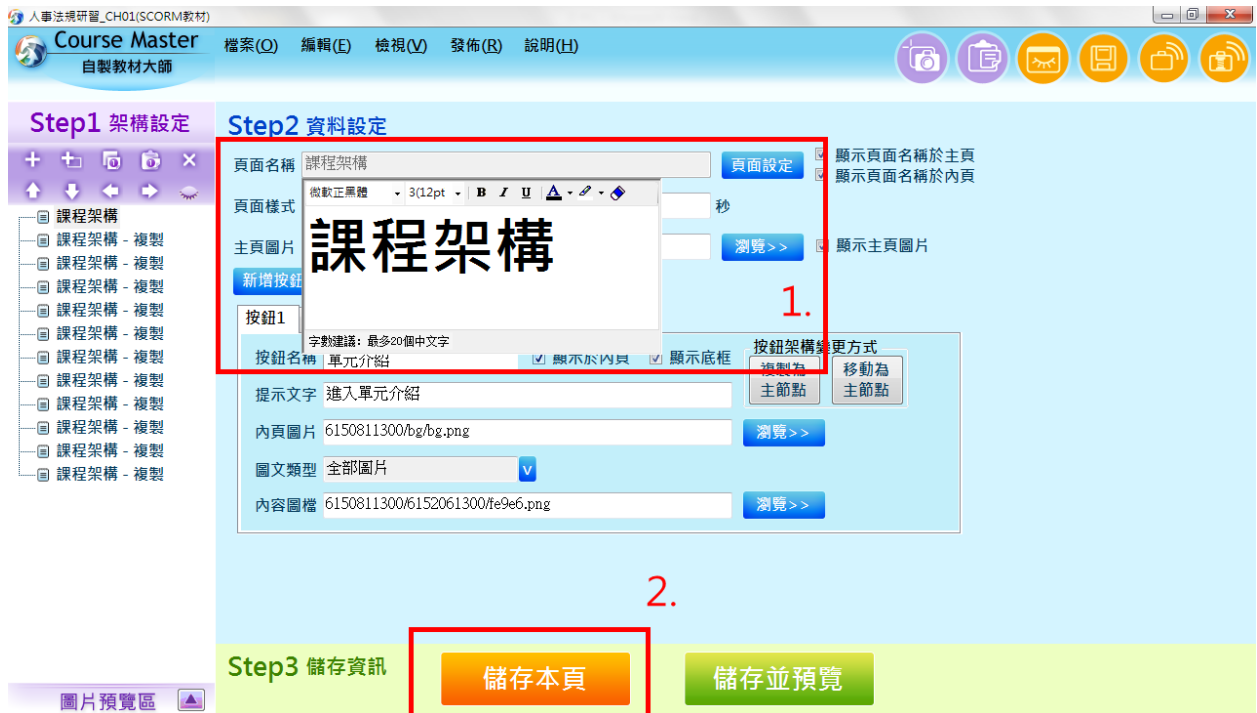 人事法規研習_CH01(SCORM教材)
Course Master
自製教材大師
檔案(O) 編輯(E) 檢視(V) 發佈(R) 說明(H)
Step1 架構設定
課程架構
課程架構 - 複製
課程架構 - 複製
課程架構 - 複製
課程架構 - 複製
課程架構 - 複製
課程架構 - 複製
課程架構 - 複製
課程架構 - 複製
課程架構 - 複製
課程架構 - 複製
課程架構 - 複製
圖片預覽區
Step2 資料設定
頁面名稱 課程架構 頁面設定 顯示頁面名稱於主頁
顯示頁面名稱於內頁
微軟正黑體 3(12pt B I U A
頁面樣式 秒
課程架構
主頁圖片 瀏覽>> 顯示主頁圖片
新增按鈕
1.
按鈕1
字數建議：最多20個中文字
按鈕名稱 單元介紹 顯示於內頁 顯示底框
按鈕架構變更方式
複製為主節點 移動為主節點
提示文字 進入單元介紹
內頁圖片 6150811300/bg/bg.png 瀏覽>>
圖文類型 全部圖片 v
內容圖檔 6150811300/6152061300/fe9e6.png 瀏覽>>
2.
Step3 儲存資訊 儲存本頁 儲存並預覽